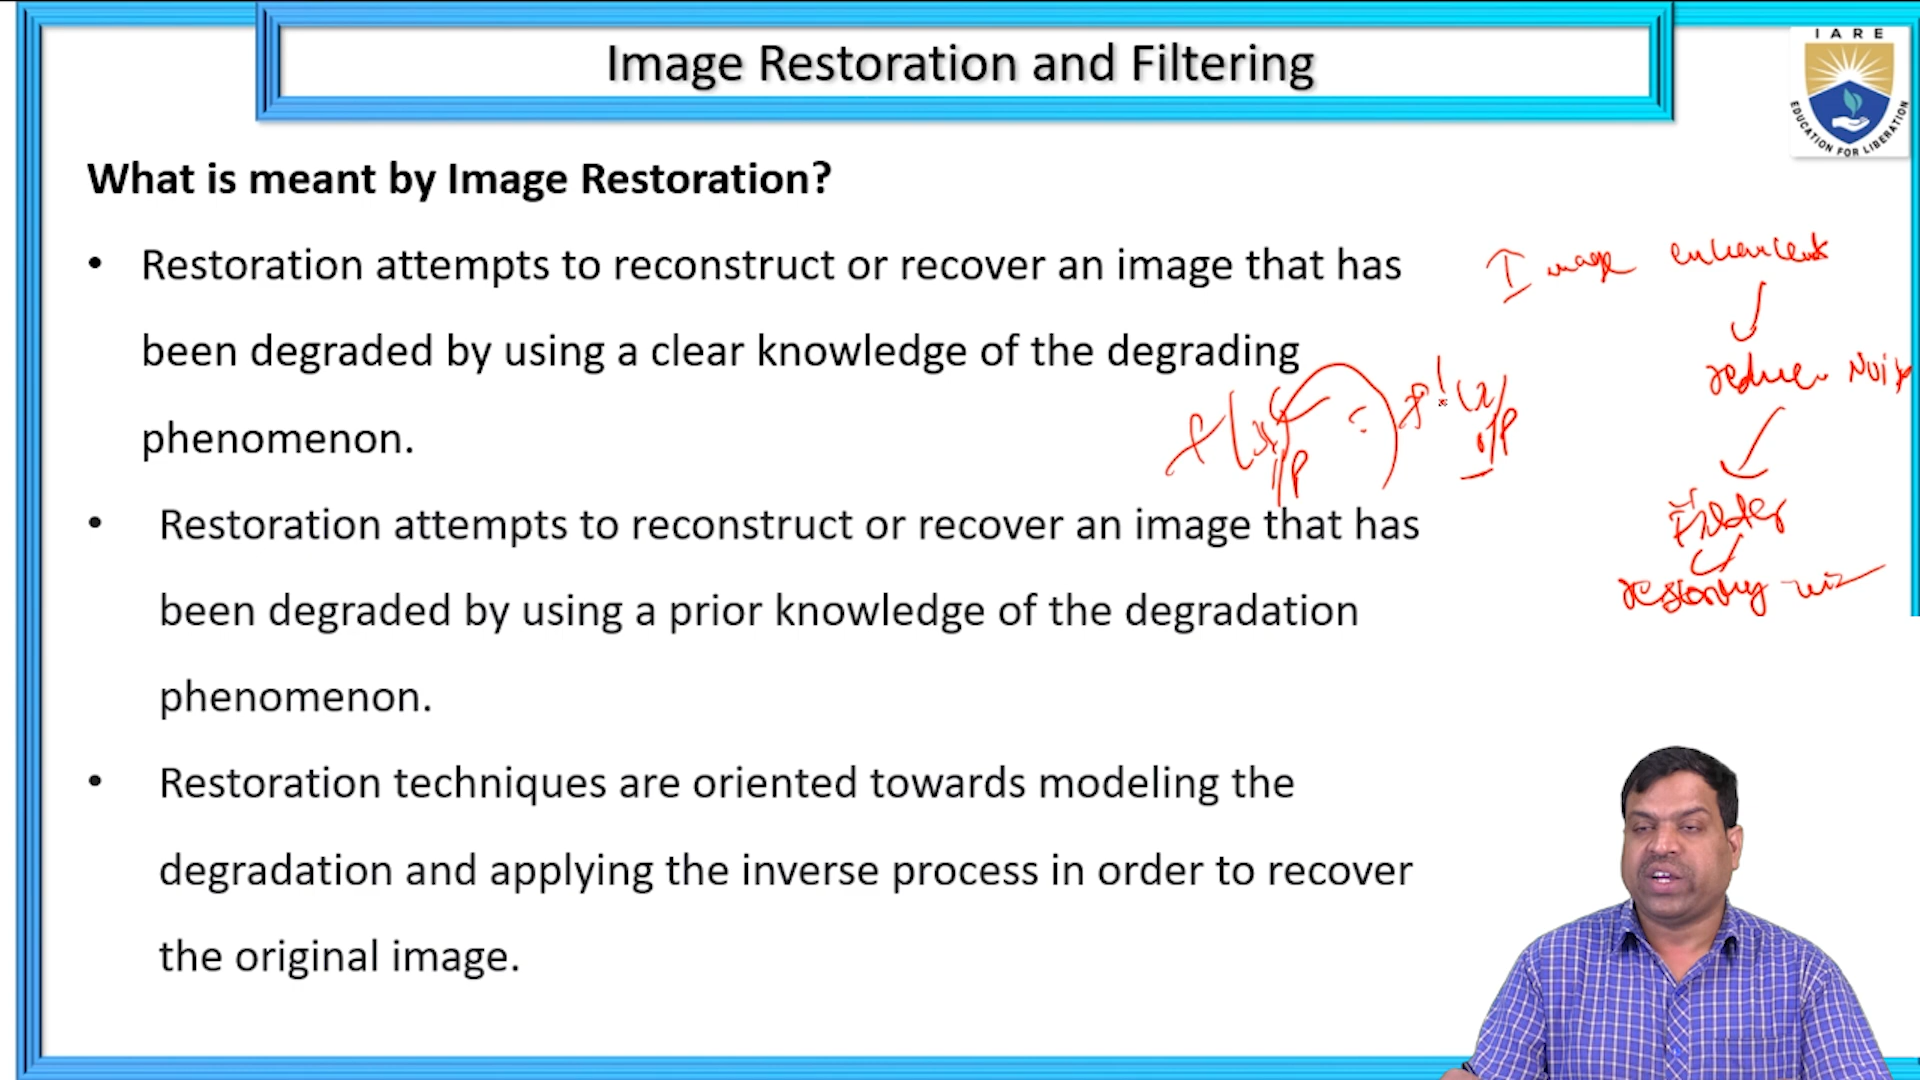 Image Restoration and Filtering
I A R E
EDUCATION FOR LIBERATION
What is meant by Image Restoration?
• Restoration attempts to reconstruct or recover an image that has
been degraded by using a clear knowledge of the degrading
phenomenon.
• Restoration attempts to reconstruct or recover an image that has
been degraded by using a prior knowledge of the degradation
phenomenon.
• Restoration techniques are oriented towards modeling the
degradation and applying the inverse process in order to recover
the original image.
Image
reduce Noise
i/p
o/p
Filter